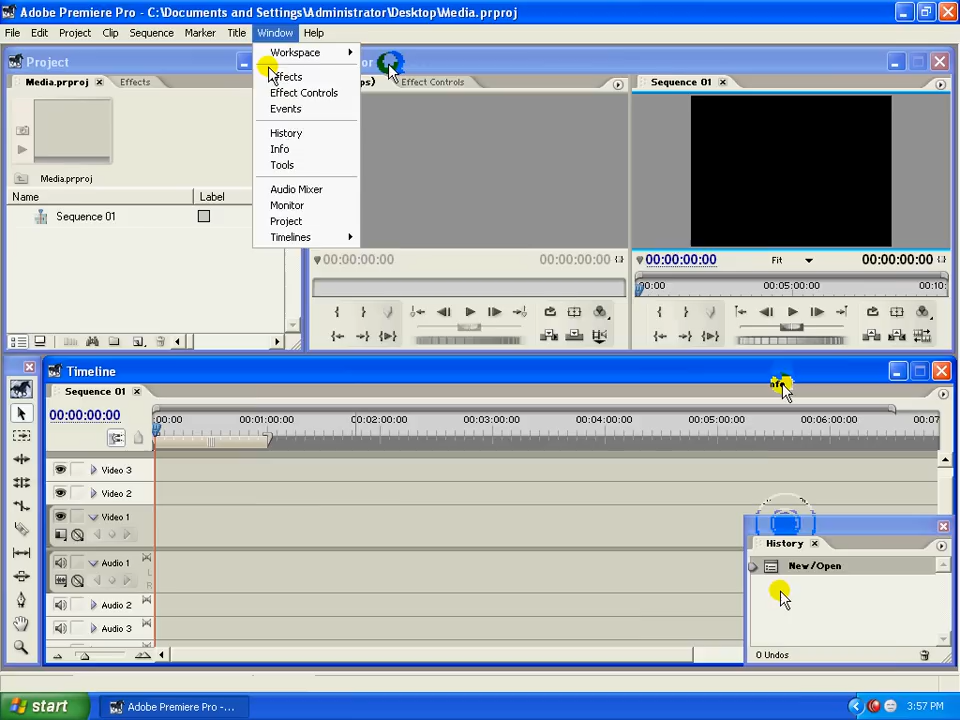 Adobe Premiere Pro - C:\Documents and Settings\Administrator\Desktop\Media.prproj
File Edit Project Clip Sequence Marker Title Window Help
Project
Media.prproj Effects
Media.prproj
Name Label
Sequence 01
Workspace
Effects
Effect Controls
Events
History
Info
Tools
Audio Mixer
Monitor
Project
Timelines
Effect Controls
00:00:00:00 00:00:00:00
Sequence 01
00:00:00:00 Fit 00:00:00:00
00:00 00:05:00:00 00:10:
Timeline
Sequence 01
00:00:00:00
00:00 00:01:00:00 00:02:00:00 00:03:00:00 00:04:00:00 00:05:00:00 00:06:00:00 00:07
Video 3
Video 2
Video 1
Audio 1
L
R
Audio 2
Audio 3
History
New/Open
0 Undos
start Adobe Premiere Pro -... 3:57 PM